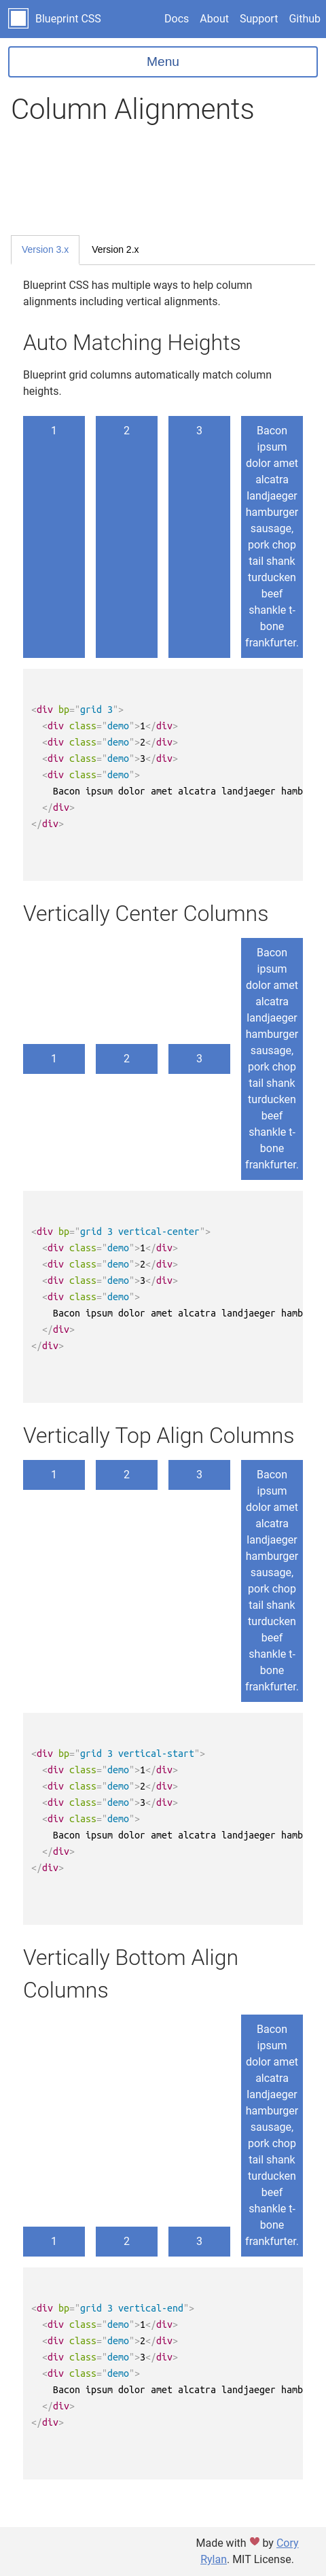 Blueprint CSS Docs About Support Github
Menu
Column Alignments
Version 3.x Version 2.x
Blueprint CSS has multiple ways to help column
alignments including vertical alignments.
Auto Matching Heights
Blueprint grid columns automatically match column
heights.
1 2 3 Bacon
ipsum
dolor amet
alcatra
landjaeger
hamburger
sausage,
pork chop
tail shank
turducken
beef
shankle t-
bone
frankfurter.
<div bp="grid 3">
<div class="demo">1</div>
<div class="demo">2</div>
<div class="demo">3</div>
<div class="demo">
Bacon ipsum dolor amet alcatra landjaeger hamb
</div>
</div>
Vertically Center Columns
Bacon
ipsum
dolor amet
alcatra
landjaeger
hamburger
sausage,
1 2 3 pork chop
tail shank
turducken
beef
shankle t-
bone
frankfurter.
<div bp="grid 3 vertical-center">
<div class="demo">1</div>
<div class="demo">2</div>
<div class="demo">3</div>
<div class="demo">
Bacon ipsum dolor amet alcatra landjaeger hamb
</div>
</div>
Vertically Top Align Columns
1 2 3 Bacon
ipsum
dolor amet
alcatra
landjaeger
hamburger
sausage,
pork chop
tail shank
turducken
beef
shankle t-
bone
frankfurter.
<div bp="grid 3 vertical-start">
<div class="demo">1</div>
<div class="demo">2</div>
<div class="demo">3</div>
<div class="demo">
Bacon ipsum dolor amet alcatra landjaeger hamb
</div>
</div>
Vertically Bottom Align
Columns
Bacon
ipsum
dolor amet
alcatra
landjaeger
hamburger
sausage,
pork chop
tail shank
turducken
beef
shankle t-
bone
1 2 3 frankfurter.
<div bp="grid 3 vertical-end">
<div class="demo">1</div>
<div class="demo">2</div>
<div class="demo">3</div>
<div class="demo">
Bacon ipsum dolor amet alcatra landjaeger hamb
</div>
</div>
Made with ❤ by Cory
Rylan. MIT License.